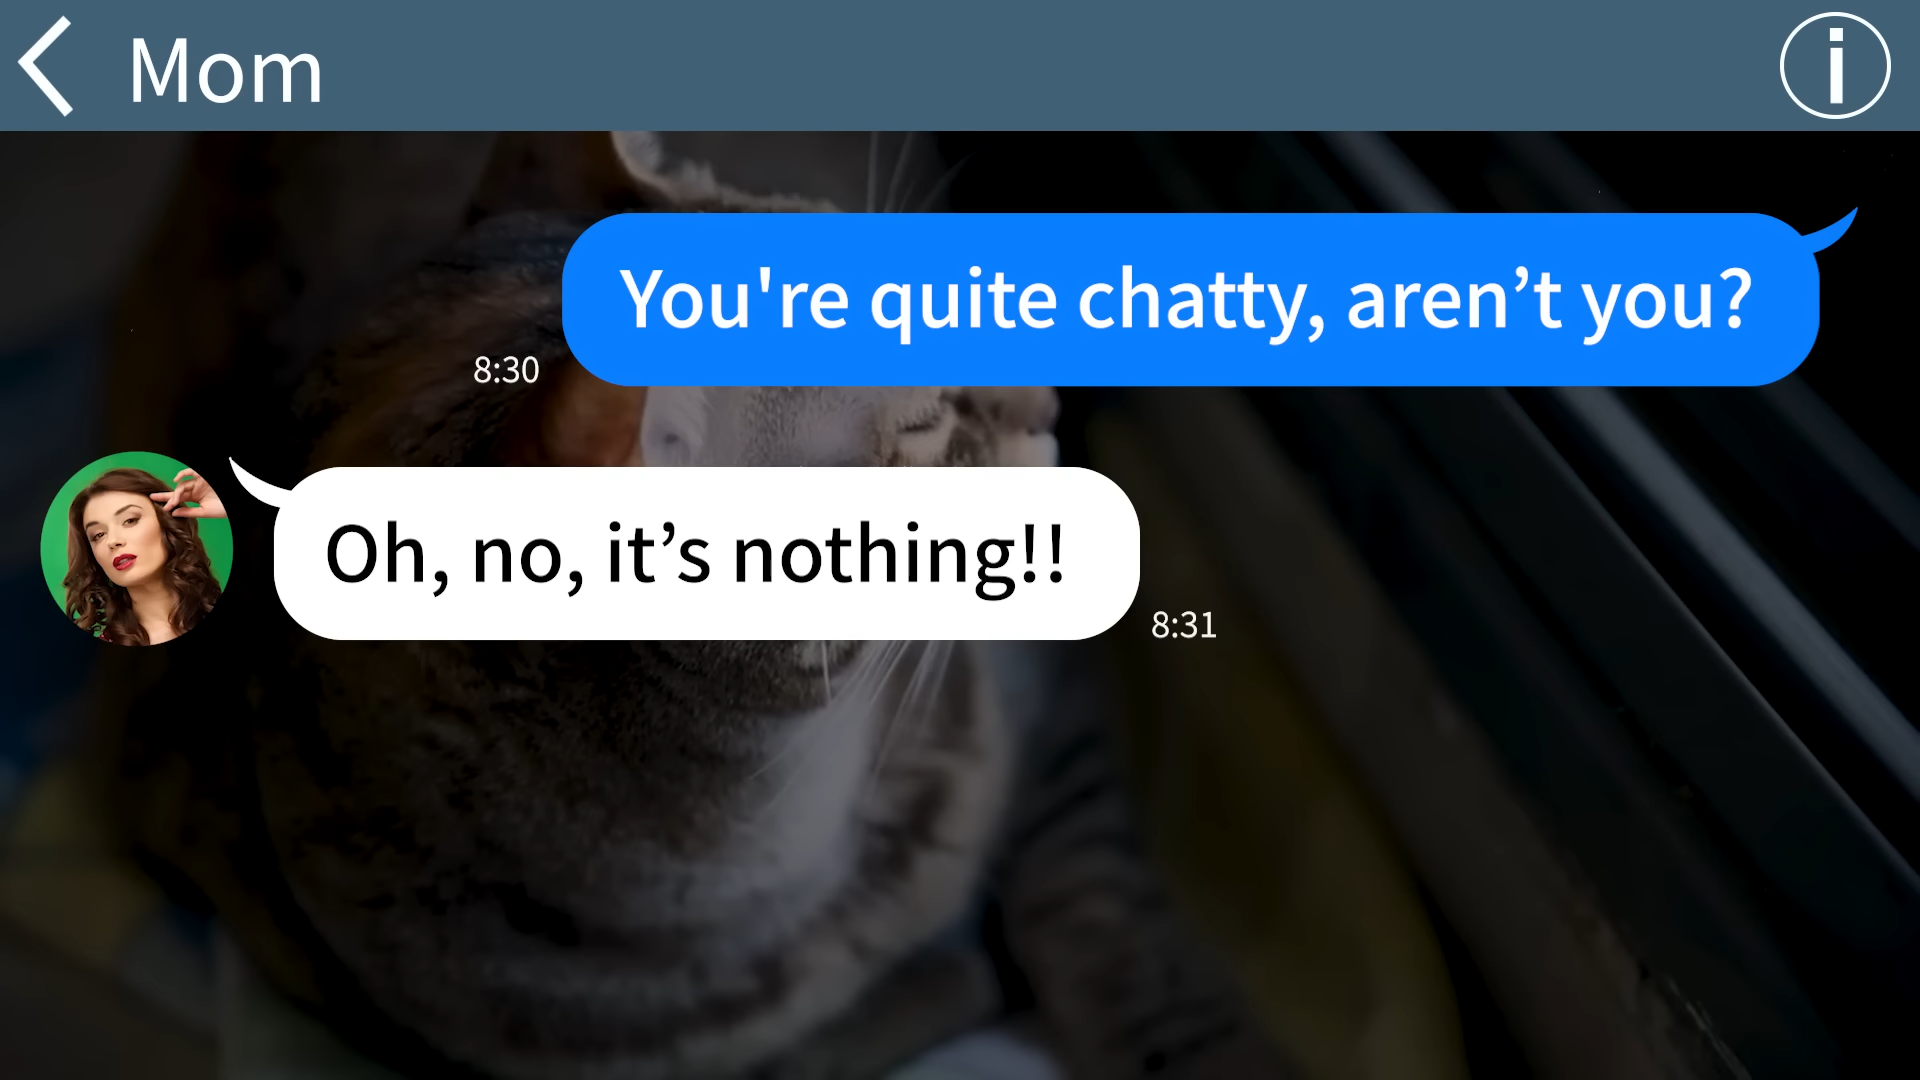 Mom
You're quite chatty, aren’t you?
8:30
Oh, no, it’s nothing!!
8:31